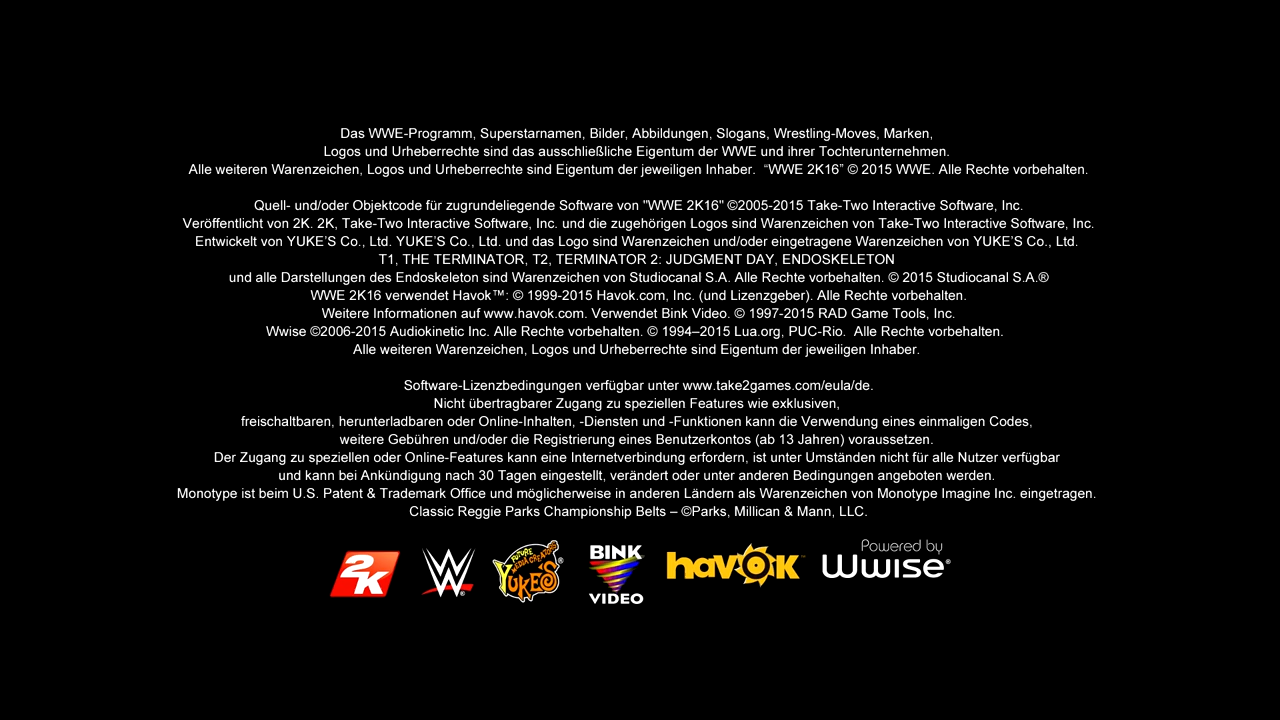 Das WWE-Programm, Superstarnamen, Bilder, Abbildungen, Slogans, Wrestling-Moves, Marken,
Logos und Urheberrechte sind das ausschließliche Eigentum der WWE und ihrer Tochterunternehmen.
Alle weiteren Warenzeichen, Logos und Urheberrechte sind Eigentum der jeweiligen Inhaber.  “WWE 2K16” © 2015 WWE. Alle Rechte vorbehalten.
Quell- und/oder Objektcode für zugrundeliegende Software von "WWE 2K16" ©2005-2015 Take-Two Interactive Software, Inc.
Veröffentlicht von 2K. 2K, Take-Two Interactive Software, Inc. und die zugehörigen Logos sind Warenzeichen von Take-Two Interactive Software, Inc.
Entwickelt von YUKE’S Co., Ltd. YUKE’S Co., Ltd. und das Logo sind Warenzeichen und/oder eingetragene Warenzeichen von YUKE’S Co., Ltd.
T1, THE TERMINATOR, T2, TERMINATOR 2: JUDGMENT DAY, ENDOSKELETON
und alle Darstellungen des Endoskeleton sind Warenzeichen von Studiocanal S.A. Alle Rechte vorbehalten. © 2015 Studiocanal S.A.®
WWE 2K16 verwendet Havok™: © 1999-2015 Havok.com, Inc. (und Lizenzgeber). Alle Rechte vorbehalten.
Weitere Informationen auf www.havok.com. Verwendet Bink Video. © 1997-2015 RAD Game Tools, Inc.
Wwise ©2006-2015 Audiokinetic Inc. Alle Rechte vorbehalten. © 1994–2015 Lua.org, PUC-Rio.  Alle Rechte vorbehalten.
Alle weiteren Warenzeichen, Logos und Urheberrechte sind Eigentum der jeweiligen Inhaber.
Software-Lizenzbedingungen verfügbar unter www.take2games.com/eula/de.
Nicht übertragbarer Zugang zu speziellen Features wie exklusiven,
freischaltbaren, herunterladbaren oder Online-Inhalten, -Diensten und -Funktionen kann die Verwendung eines einmaligen Codes,
weitere Gebühren und/oder die Registrierung eines Benutzerkontos (ab 13 Jahren) voraussetzen.
Der Zugang zu speziellen oder Online-Features kann eine Internetverbindung erfordern, ist unter Umständen nicht für alle Nutzer verfügbar
und kann bei Ankündigung nach 30 Tagen eingestellt, verändert oder unter anderen Bedingungen angeboten werden.
Monotype ist beim U.S. Patent & Trademark Office und möglicherweise in anderen Ländern als Warenzeichen von Monotype Imagine Inc. eingetragen.
Classic Reggie Parks Championship Belts – ©Parks, Millican & Mann, LLC.
2K
W ®
FUTURE MEDIA CREATORS YUKE'S ®
BINK VIDEO
havok™
Powered by
Wwise®